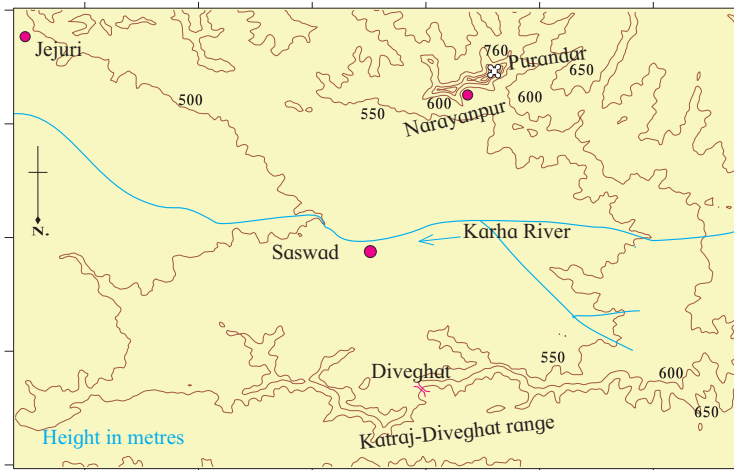 Jejuri
760
Purandar
650
500
550
600
600
Narayanpur
N.
Karha River
Saswad
550
Diveghat
600
650
Katraj-Diveghat range
Height in metres